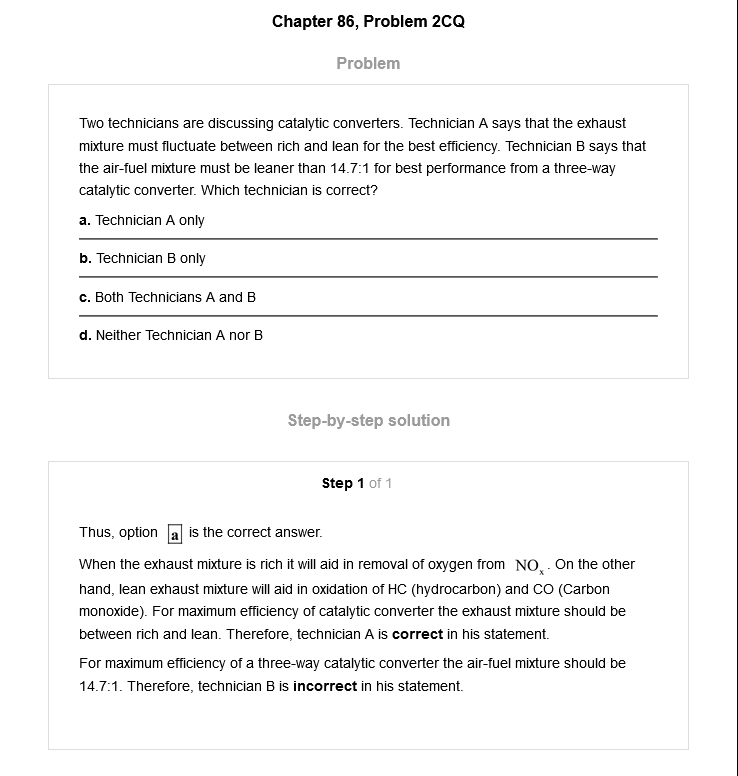 Chapter 86, Problem 2CQ
Problem
Two technicians are discussing catalytic converters. Technician A says that the exhaust
mixture must fluctuate between rich and lean for the best efficiency. Technician B says that
the air-fuel mixture must be leaner than 14.7:1 for best performance from a three-way
catalytic converter. Which technician is correct?
a. Technician A only
b. Technician B only
c. Both Technicians A and B
d. Neither Technician A nor B
Step-by-step solution
Step 1 of 1
Thus, option a is the correct answer.
When the exhaust mixture is rich it will aid in removal of oxygen from NOx. On the other
hand, lean exhaust mixture will aid in oxidation of HC (hydrocarbon) and CO (Carbon
monoxide). For maximum efficiency of catalytic converter the exhaust mixture should be
between rich and lean. Therefore, technician A is correct in his statement.
For maximum efficiency of a three-way catalytic converter the air-fuel mixture should be
14.7:1. Therefore, technician B is incorrect in his statement.